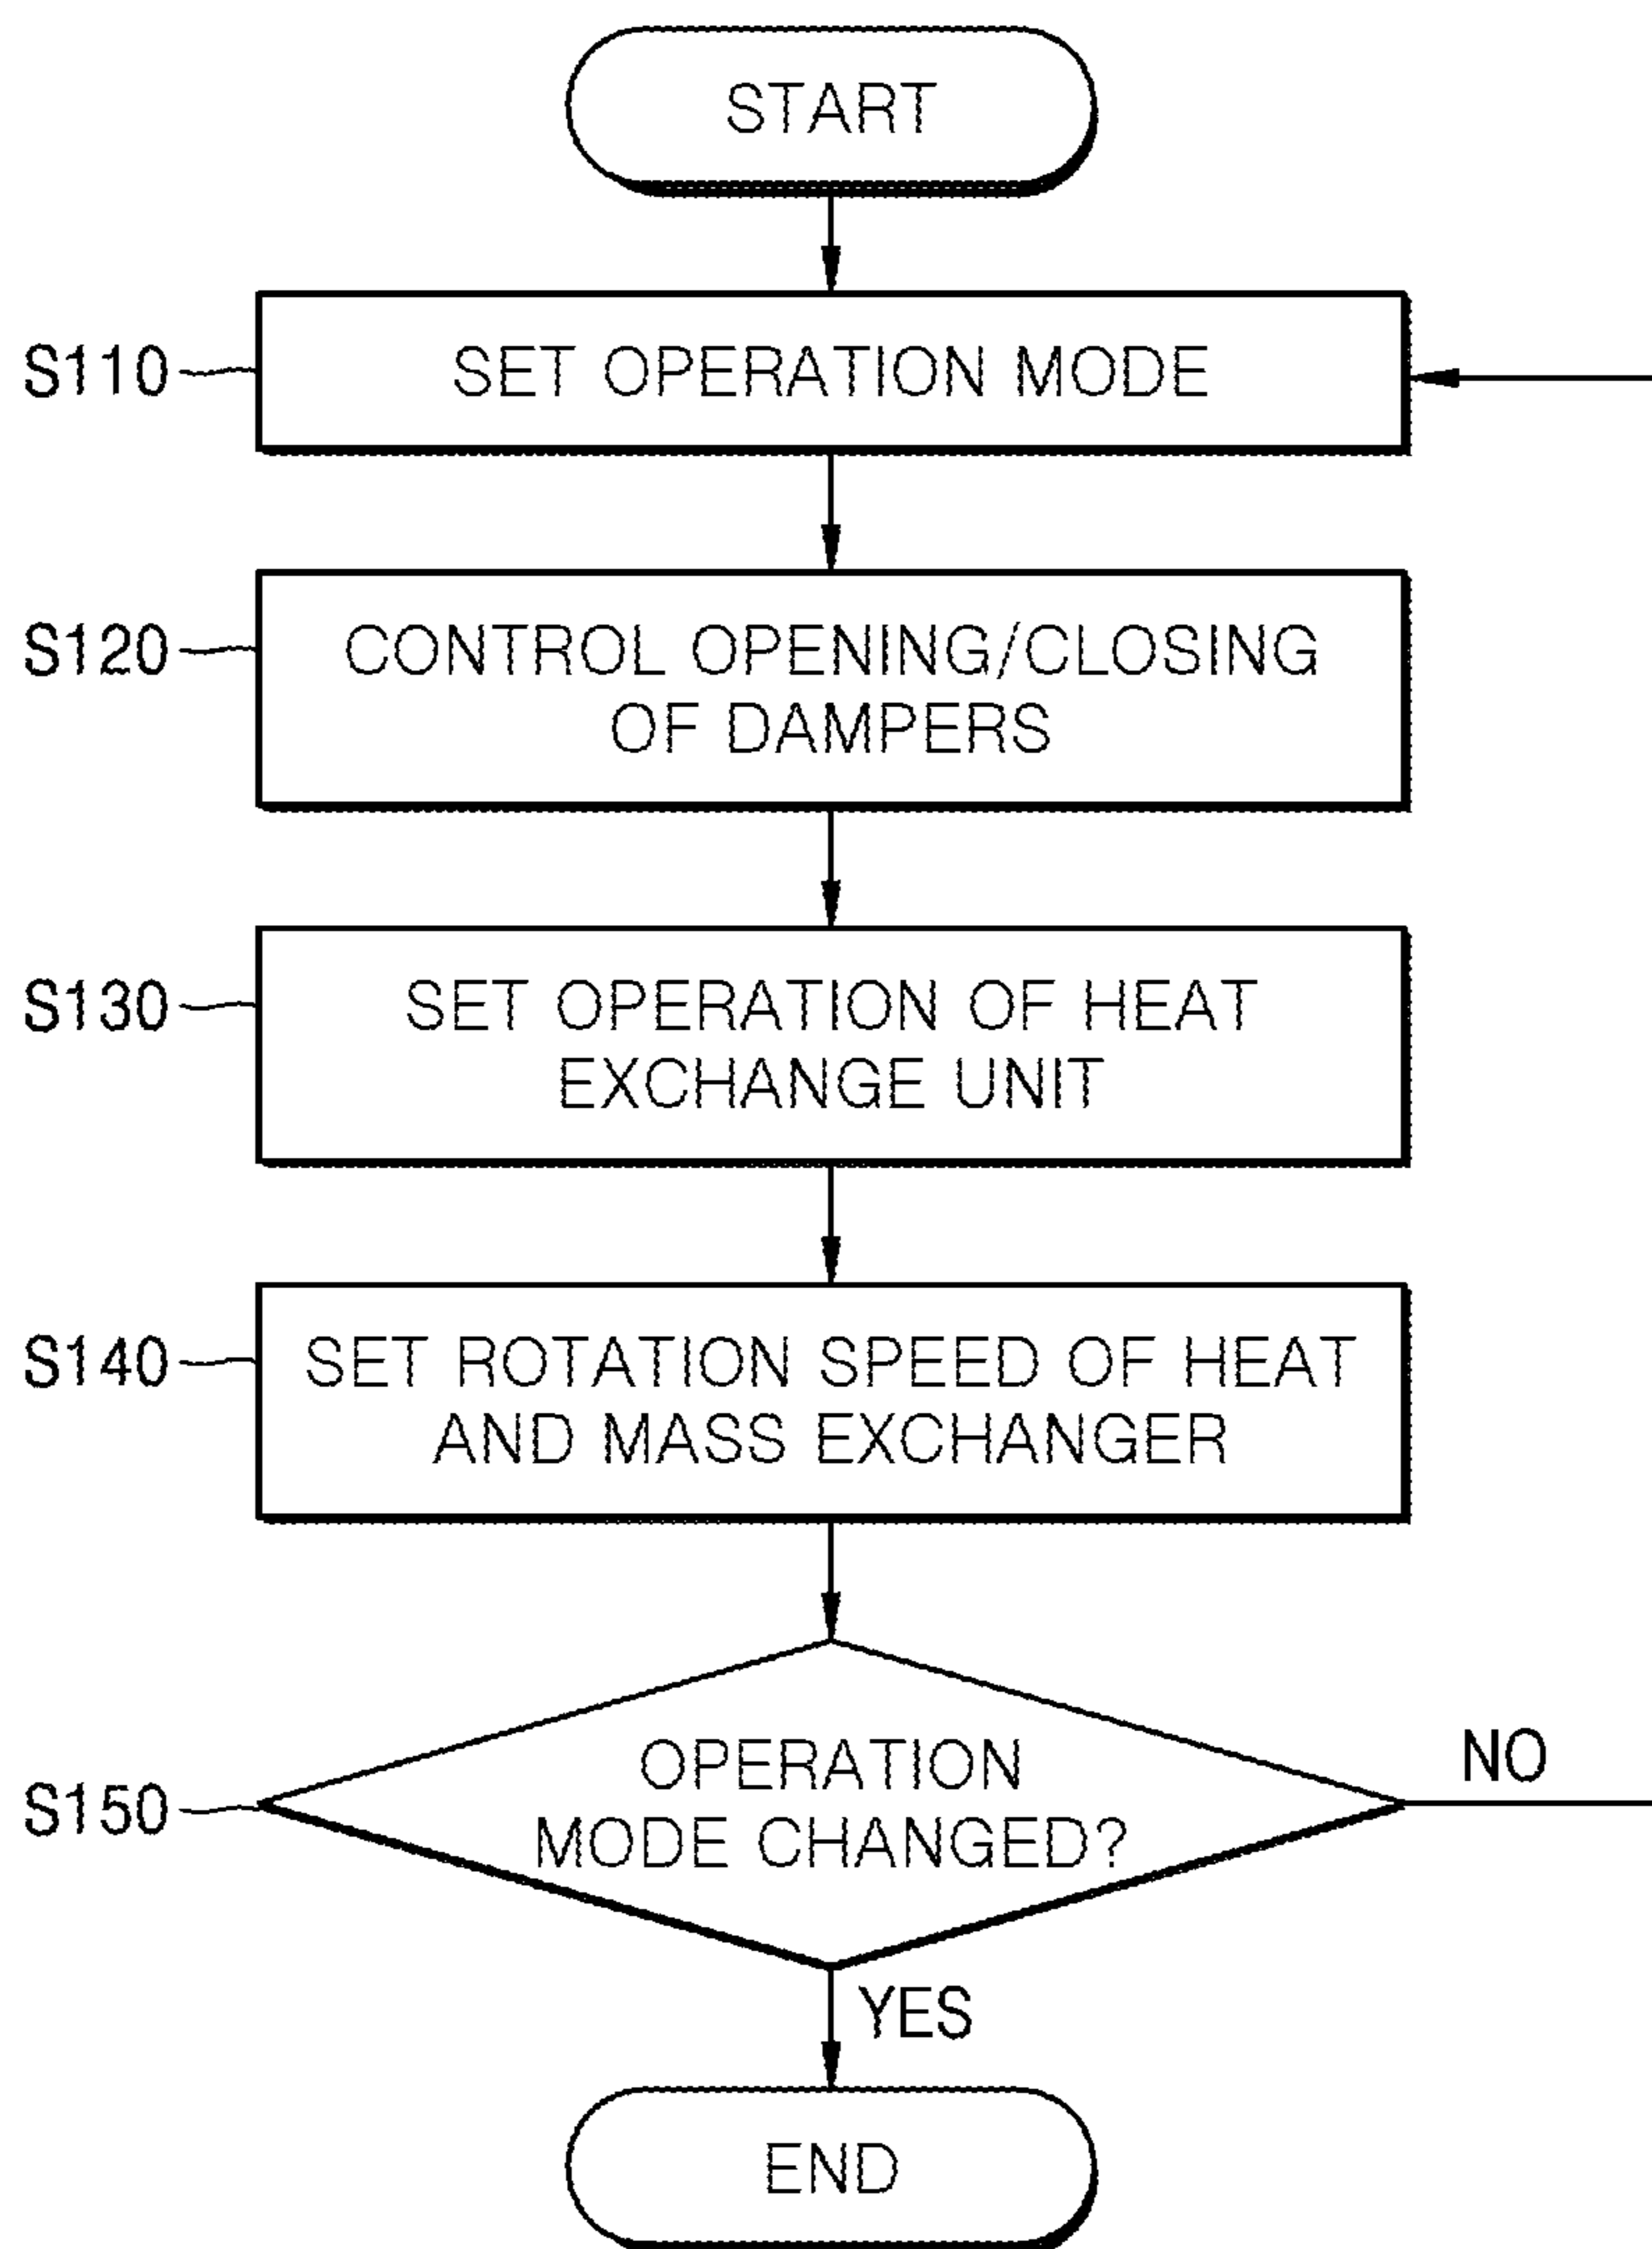 START
S110
SET OPERATION MODE
S120
CONTROL OPENING/CLOSING
OF DAMPERS
S130
SET OPERATION OF HEAT
EXCHANGE UNIT
S140
SET ROTATION SPEED OF HEAT
AND MASS EXCHANGER
S150
OPERATION
MODE CHANGED?
NO
YES
END